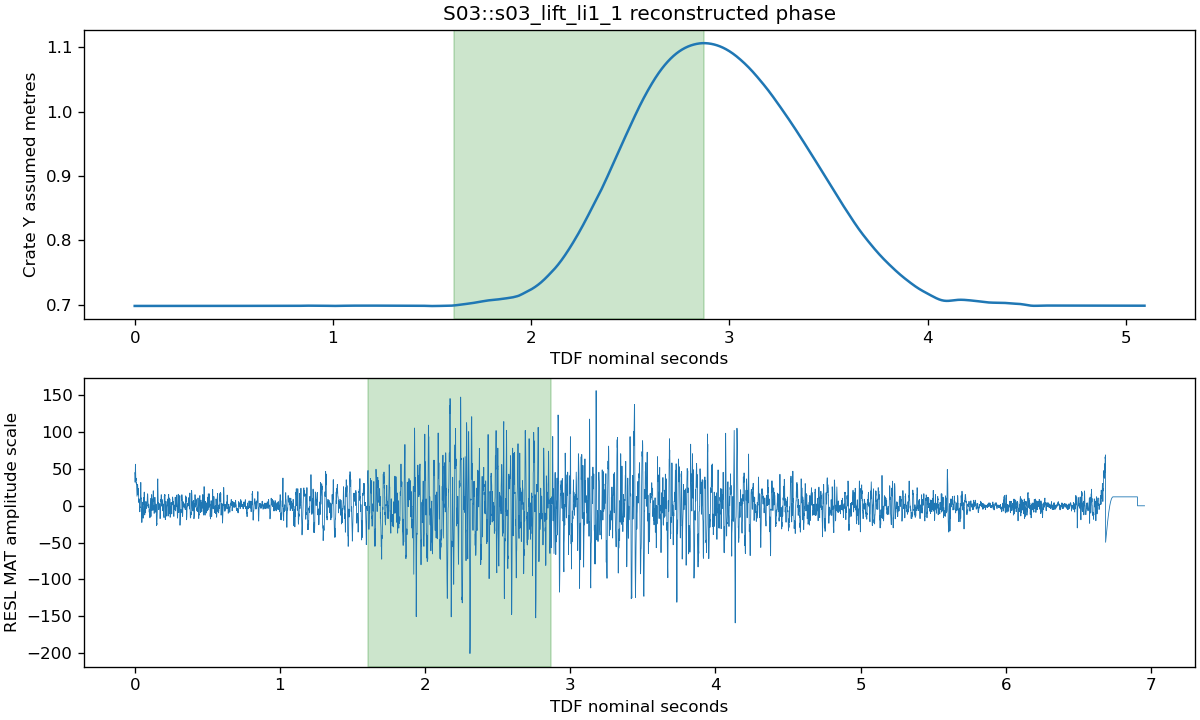 S03::s03_lift_li1_1 reconstructed phase
Crate Y assumed metres
1.1
1.0
0.9
0.8
0.7
0 1 2 3 4 5
TDF nominal seconds
RESL MAT amplitude scale
150
100
50
0
−50
−100
−150
−200
0 1 2 3 4 5 6 7
TDF nominal seconds